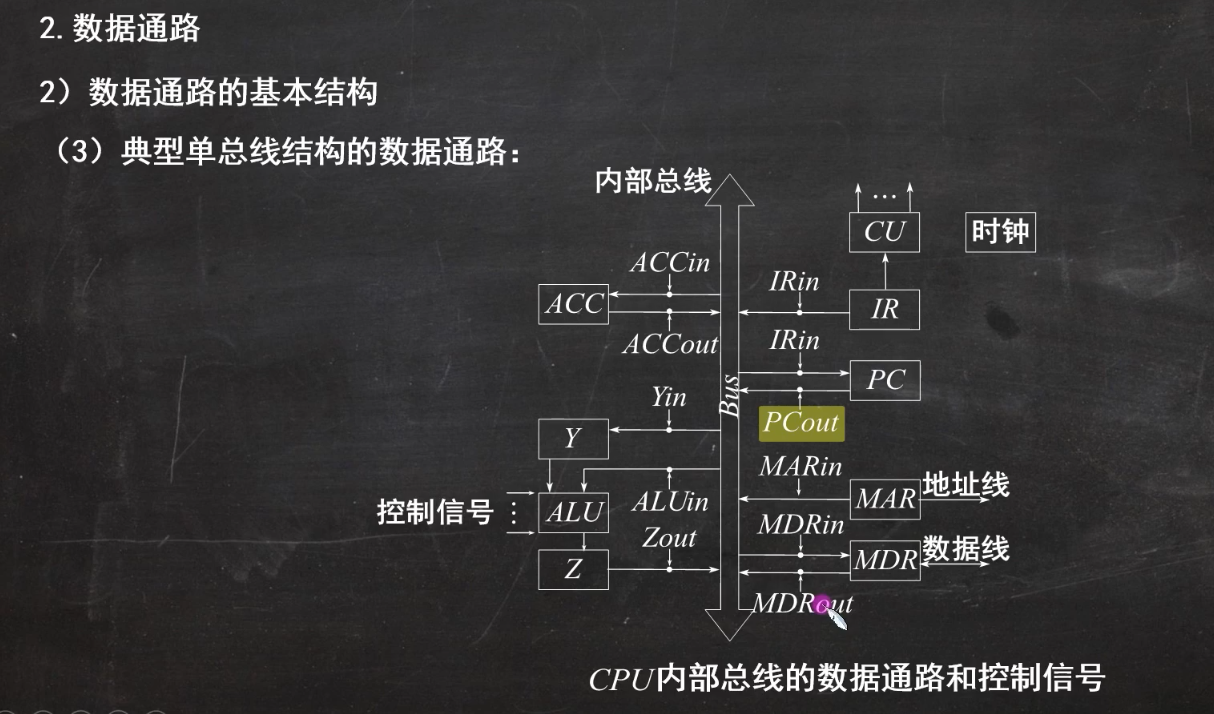 2. 数据通路
2）数据通路的基本结构
（3）典型单总线结构的数据通路：
内部总线
...
CU
时钟
ACCin
IRin
ACC
IR
ACCout
IRin
PC
Bus
Yin
PCout
Y
MARin
地址线
MAR
控制信号
ALU
ALUin
MDRin
Zout
数据线
MDR
Z
MDRout
CPU内部总线的数据通路和控制信号